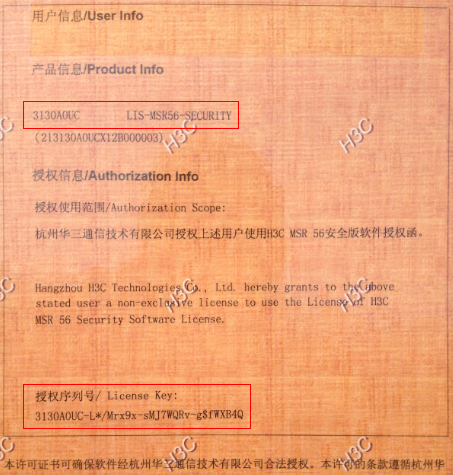 用户信息/User Info
产品信息/Product Info
3130A0UC LIS-MSR56-SECURITY
(213130A0UCX12B000003)
授权信息/Authorization Info
授权使用范围/Authorization Scope:
杭州华三通信技术有限公司授权上述用户使用H3C MSR 56安全版软件授权函。
Hangzhou H3C Technologies Co., Ltd. hereby grants to the above
stated user a non-exclusive license to use the License of H3C
MSR 56 Security Software License.
授权序列号/ License Key:
3130A0UC-L*/Mrx9x-sMJ7WQRv-g$fWXB4Q
本许可证书可确保软件经杭州华三通信技术有限公司合法授权。本许可的条款遵循杭州华
H3C
H3C
H3C
H3C
H3C
H3C
H3C
H3C